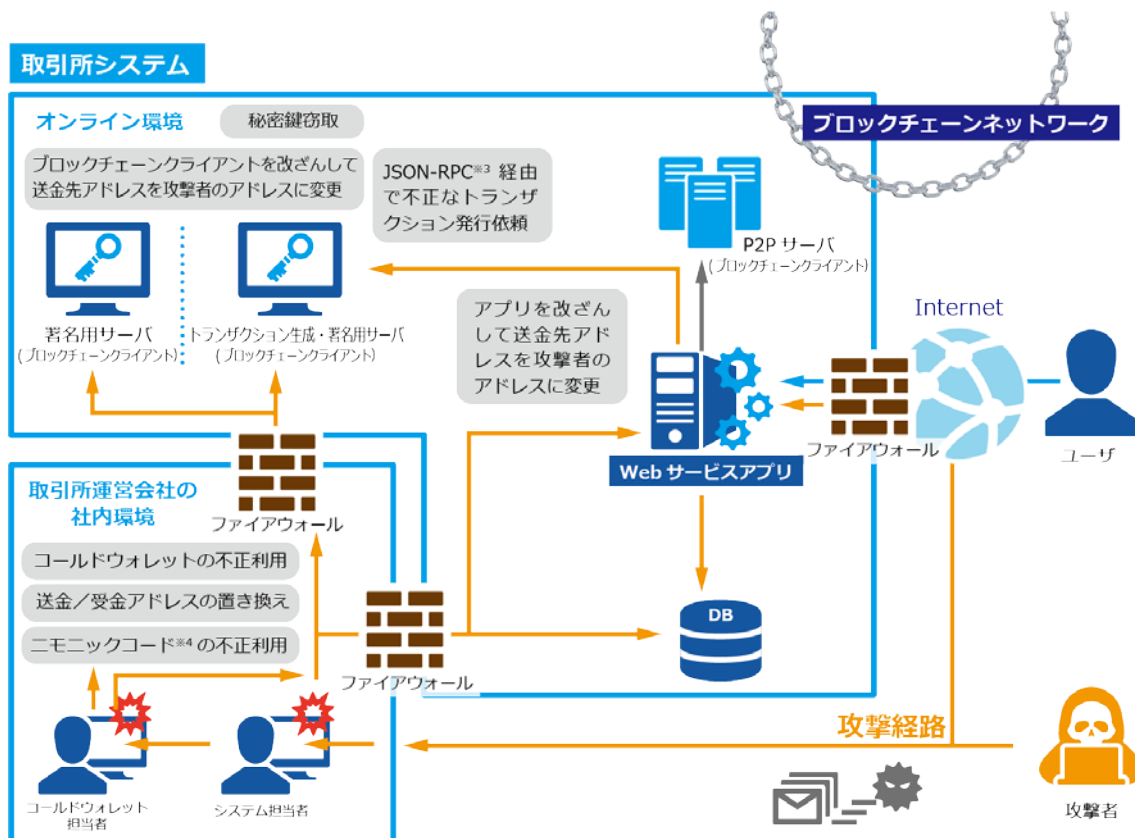 取引所システム
ブロックチェーンネットワーク
オンライン環境
秘密鍵窃取
ブロックチェーンクライアントを改ざんして
送金先アドレスを攻撃者のアドレスに変更
JSON-RPC※3 経由
で不正なトランザ
クション発行依頼
P2P サーバ
(ブロックチェーンクライアント)
署名用サーバ
(ブロックチェーンクライアント)
トランザクション生成・署名用サーバ
(ブロックチェーンクライアント)
アプリを改ざん
して送金先アド
レスを攻撃者の
アドレスに変更
Internet
Web サービスアプリ
ファイアウォール
ユーザ
取引所運営会社の
社内環境
ファイアウォール
コールドウォレットの不正利用
送金／受金アドレスの置き換え
ニモニックコード※4 の不正利用
ファイアウォール
DB
攻撃経路
コールドウォレット
担当者
システム担当者
攻撃者